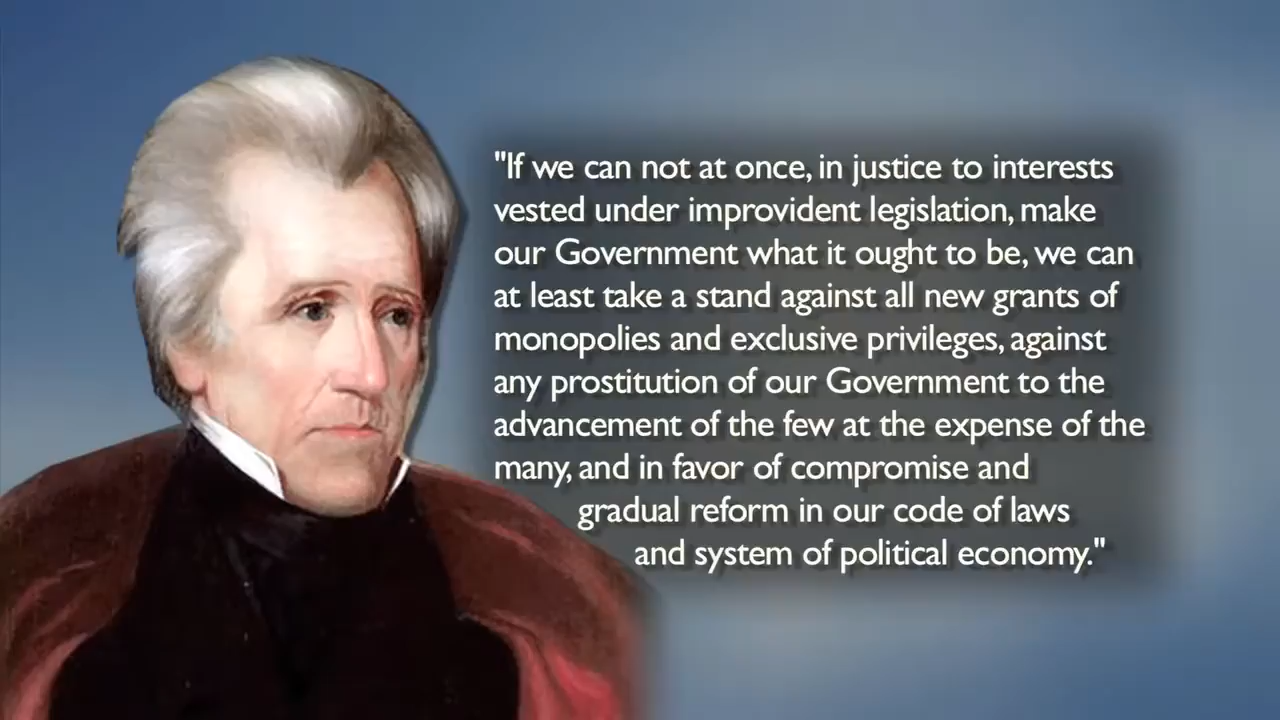 "If we can not at once, in justice to interests
vested under improvident legislation, make
our Government what it ought to be, we can
at least take a stand against all new grants of
monopolies and exclusive privileges, against
any prostitution of our Government to the
advancement of the few at the expense of the
many, and in favor of compromise and
gradual reform in our code of laws
and system of political economy."